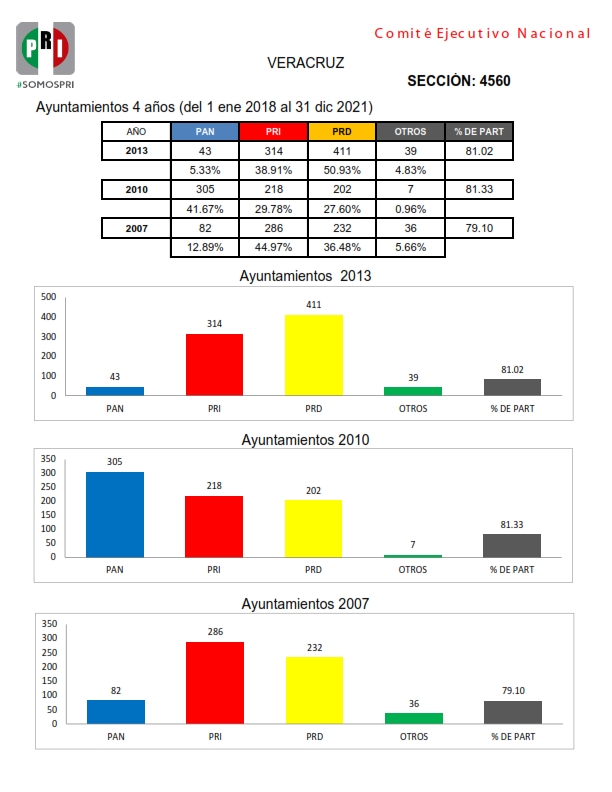 Comité Ejecutivo Nacional
PRI
#SOMOSPRI
VERACRUZ
SECCIÓN: 4560
Ayuntamientos 4 años (del 1 ene 2018 al 31 dic 2021)
AÑO PAN PRI PRD OTROS % DE PART
2013 43 314 411 39 81.02
5.33% 38.91% 50.93% 4.83%
2010 305 218 202 7 81.33
41.67% 29.78% 27.60% 0.96%
2007 82 286 232 36 79.10
12.89% 44.97% 36.48% 5.66%
Ayuntamientos 2013
500
400
300
200
100
0
43 314 411 39 81.02
PAN PRI PRD OTROS % DE PART
Ayuntamientos 2010
350
300
250
200
150
100
50
0
305 218 202 7 81.33
PAN PRI PRD OTROS % DE PART
Ayuntamientos 2007
350
300
250
200
150
100
50
0
82 286 232 36 79.10
PAN PRI PRD OTROS % DE PART